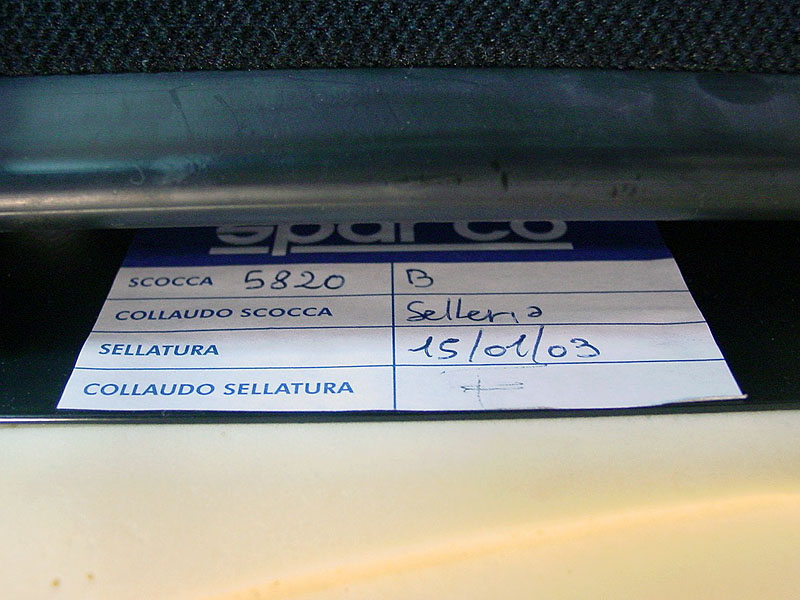 sparco
SCOCCA 5820 B
COLLAUDO SCOCCA Selleria
SELLATURA 15/01/03
COLLAUDO SELLATURA